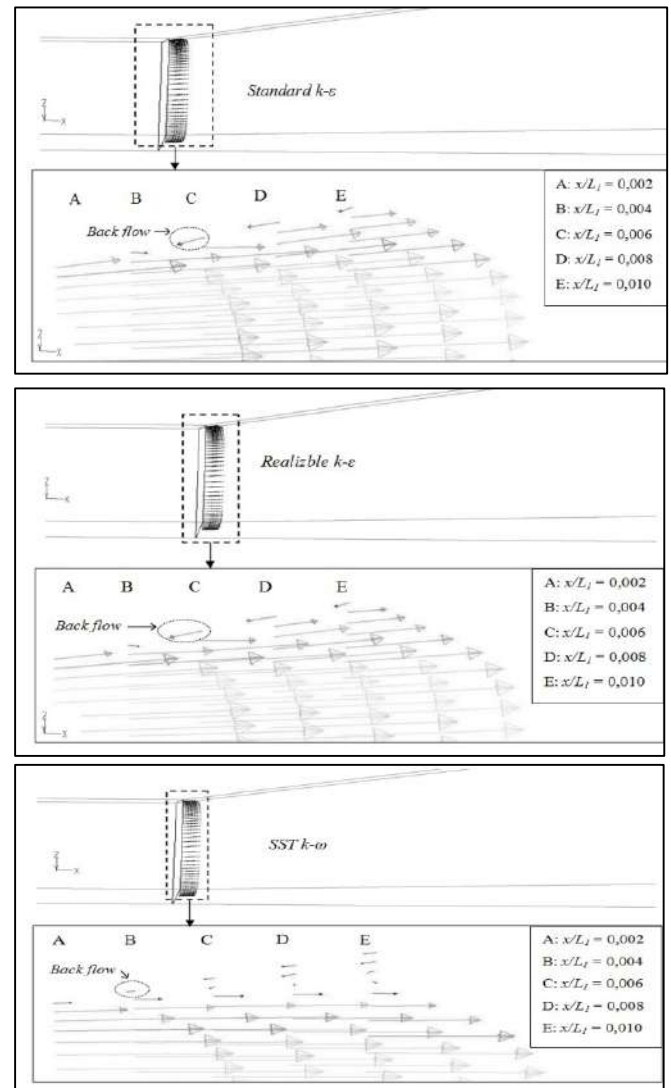 Standard k-ε
Z
X
A B C D E
Back flow
A: x/L₁ = 0,002
B: x/L₁ = 0,004
C: x/L₁ = 0,006
D: x/L₁ = 0,008
E: x/L₁ = 0,010
Z
X
Realizble k-ε
Z
X
A B C D E
Back flow
A: x/L₁ = 0,002
B: x/L₁ = 0,004
C: x/L₁ = 0,006
D: x/L₁ = 0,008
E: x/L₁ = 0,010
Z
X
SST k-ω
Z
X
A B C D E
Back flow
A: x/L₁ = 0,002
B: x/L₁ = 0,004
C: x/L₁ = 0,006
D: x/L₁ = 0,008
E: x/L₁ = 0,010
Z
X